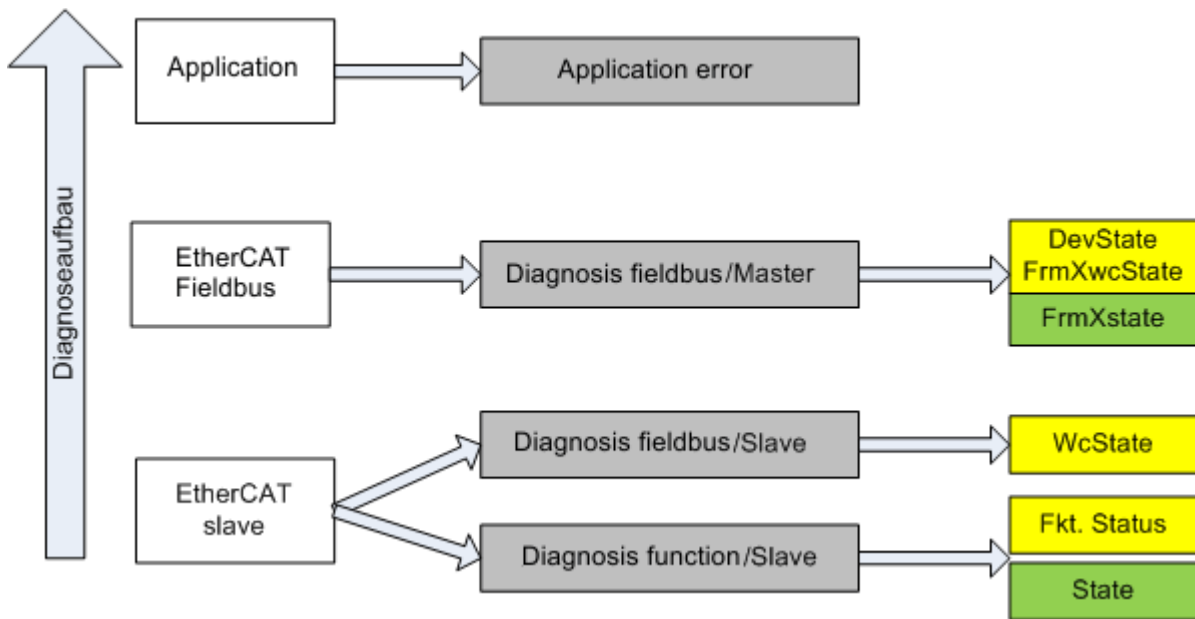 Diagnoseaufbau
Application
Application error
EtherCAT
Fieldbus
Diagnosis fieldbus/Master
DevState
FrmXwcState
FrmXstate
EtherCAT
slave
Diagnosis fieldbus/Slave
WcState
Diagnosis function/Slave
Fkt. Status
State